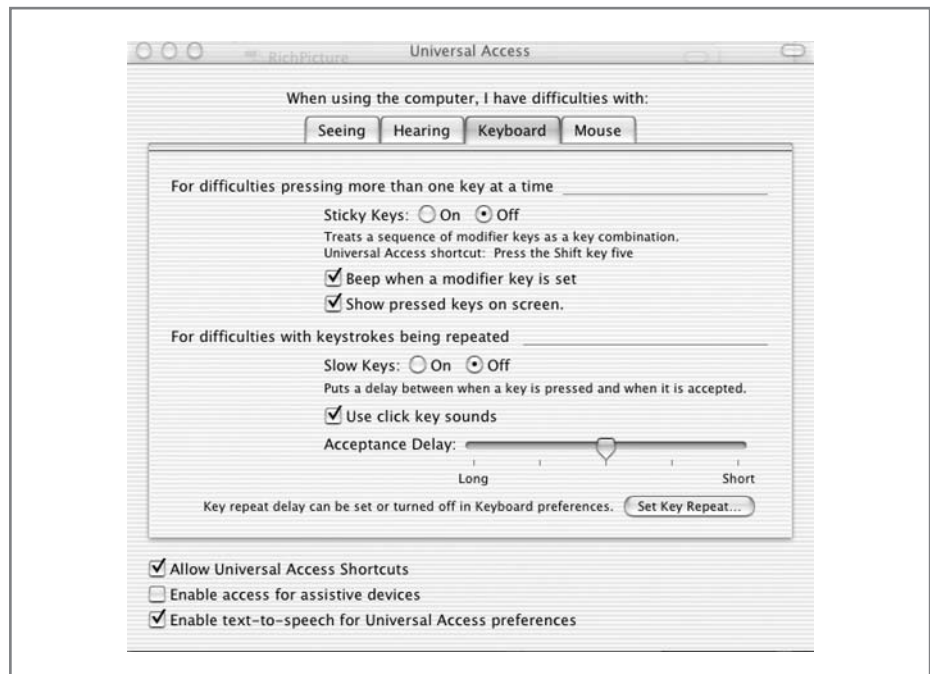 RichPicture
Universal Access
When using the computer, I have difficulties with:
Seeing Hearing Keyboard Mouse
For difficulties pressing more than one key at a time
Sticky Keys: On Off
Treats a sequence of modifier keys as a key combination.
Universal Access shortcut: Press the Shift key five
Beep when a modifier key is set
Show pressed keys on screen.
For difficulties with keystrokes being repeated
Slow Keys: On Off
Puts a delay between when a key is pressed and when it is accepted.
Use click key sounds
Acceptance Delay:
Long Short
Key repeat delay can be set or turned off in Keyboard preferences. Set Key Repeat...
Allow Universal Access Shortcuts
Enable access for assistive devices
Enable text-to-speech for Universal Access preferences